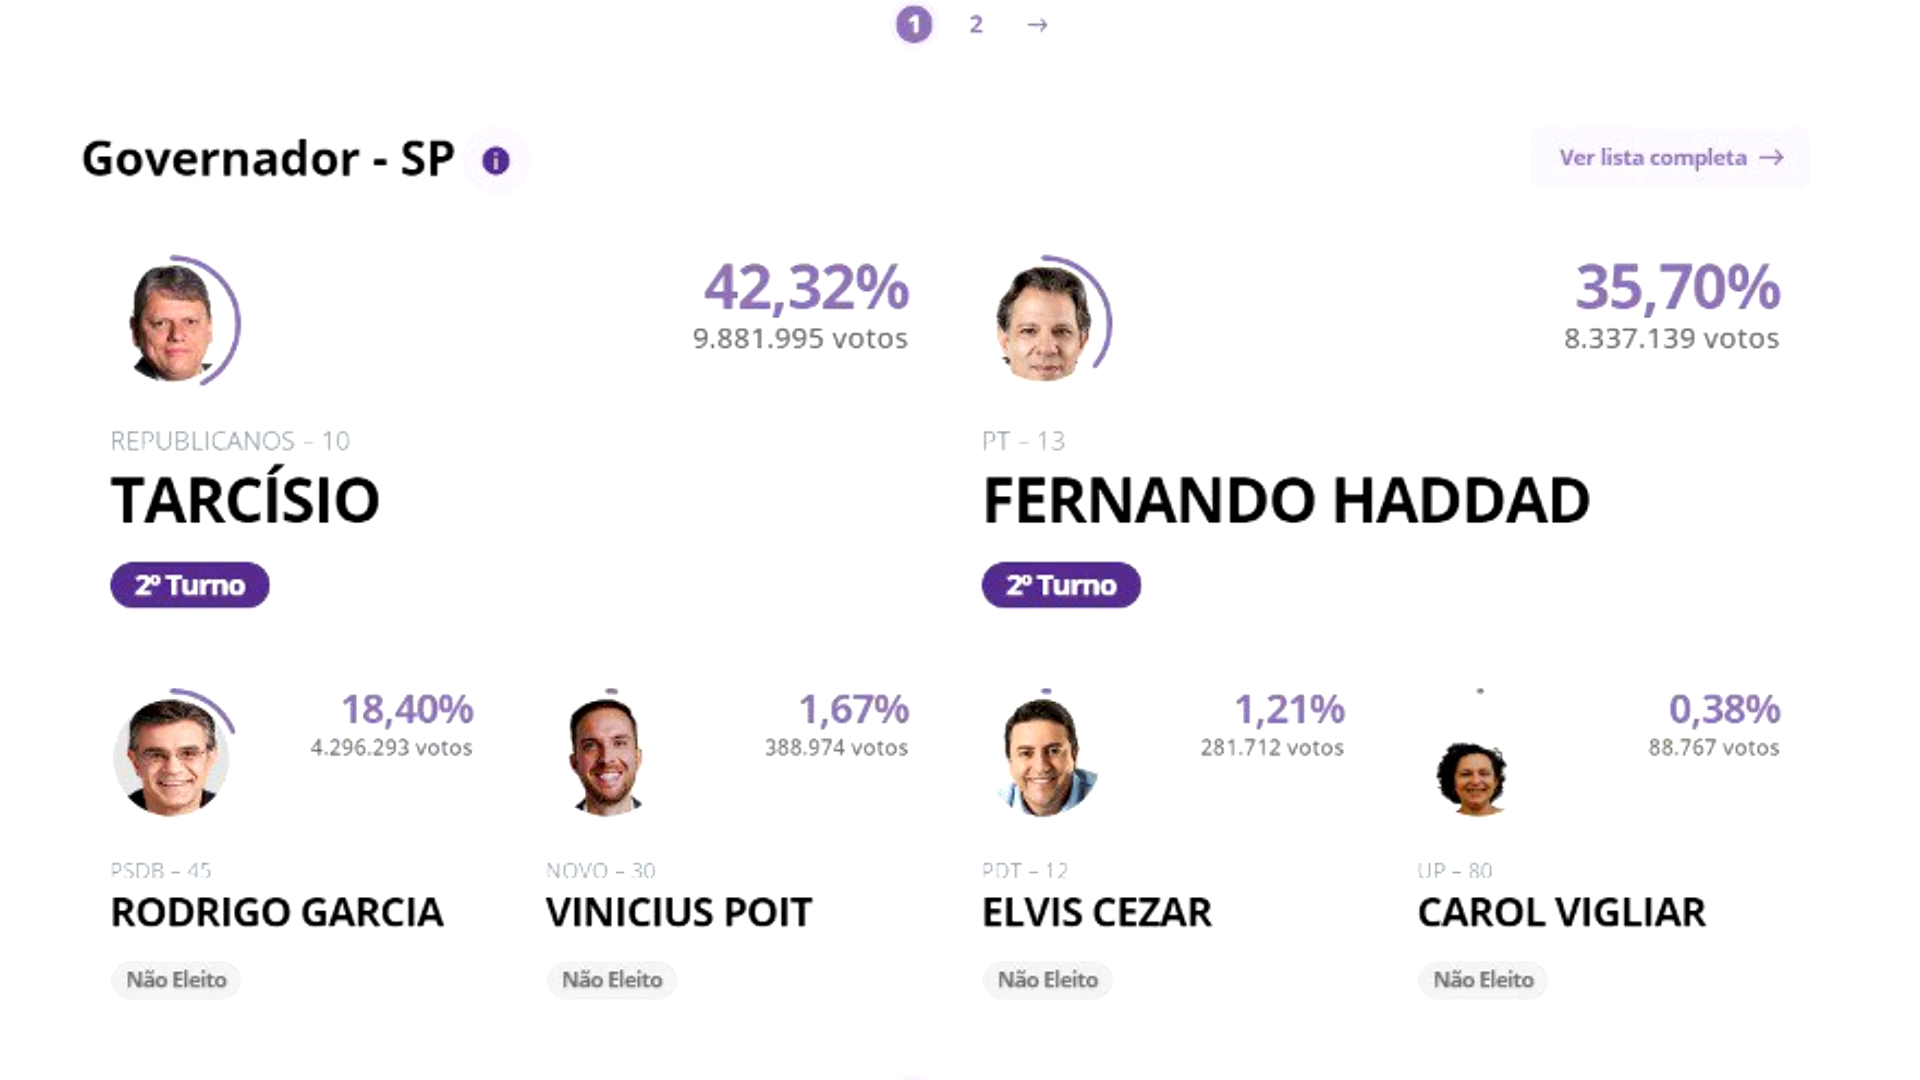 1 2 →
Governador - SP
Ver lista completa →
42,32%
9.881.995 votos
REPUBLICANOS – 10
TARCÍSIO
2º Turno
35,70%
8.337.139 votos
PT – 13
FERNANDO HADDAD
2º Turno
18,40%
4.296.293 votos
PSDB – 45
RODRIGO GARCIA
Não Eleito
1,67%
388.974 votos
NOVO – 30
VINICIUS POIT
Não Eleito
1,21%
281.712 votos
PDT – 12
ELVIS CEZAR
Não Eleito
0,38%
88.767 votos
UP – 80
CAROL VIGLIAR
Não Eleito